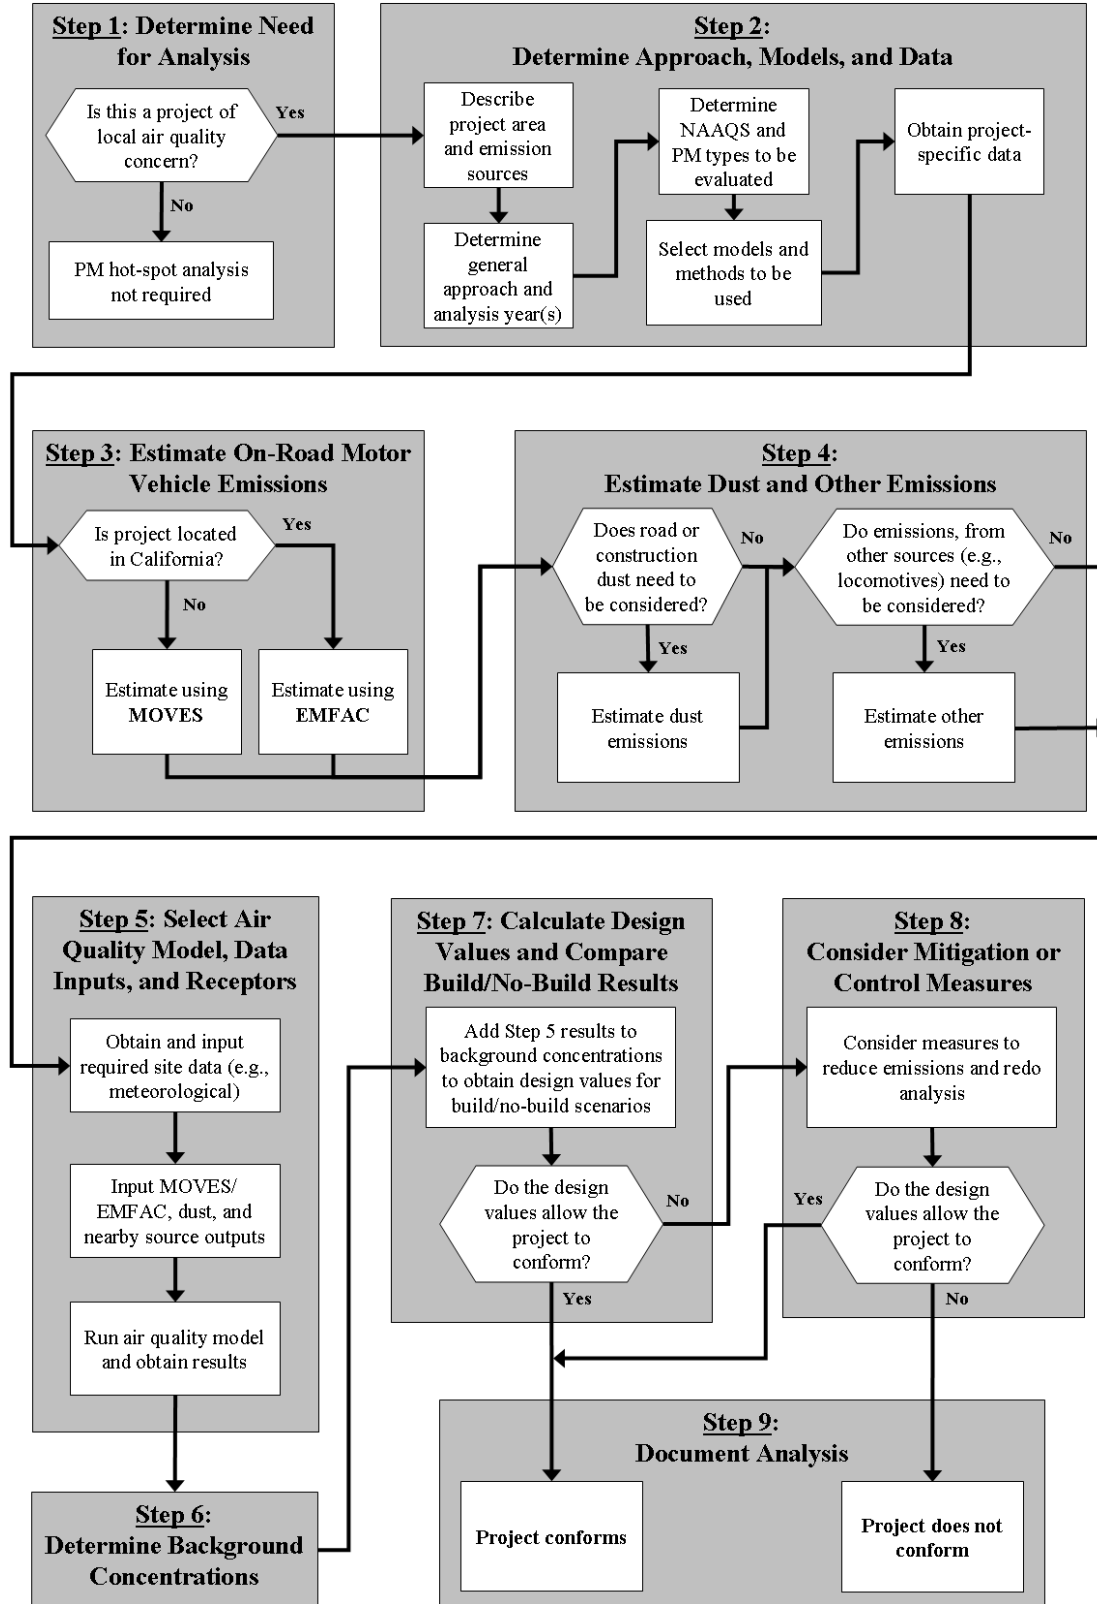 Step 1: Determine Need
for Analysis
Is this a project of
local air quality
concern?
Yes
No
PM hot-spot analysis
not required
Step 2:
Determine Approach, Models, and Data
Describe
project area
and emission
sources
Determine
general
approach and
analysis year(s)
Determine
NAAQS and
PM types to be
evaluated
Select models and
methods to be
used
Obtain project-
specific data
Step 3: Estimate On-Road Motor
Vehicle Emissions
Is project located
in California?
Yes
No
Estimate using
MOVES
Estimate using
EMFAC
Step 4:
Estimate Dust and Other Emissions
Does road or
construction
dust need to
be considered?
No
Yes
Estimate dust
emissions
Do emissions, from
other sources (e.g.,
locomotives) need to
be considered?
No
Yes
Estimate other
emissions
Step 5: Select Air
Quality Model, Data
Inputs, and Receptors
Obtain and input
required site data (e.g.,
meteorological)
Input MOVES/
EMFAC, dust, and
nearby source outputs
Run air quality model
and obtain results
Step 6:
Determine Background
Concentrations
Step 7: Calculate Design
Values and Compare
Build/No-Build Results
Add Step 5 results to
background concentrations
to obtain design values for
build/no-build scenarios
Do the design
values allow the
project to
conform?
No
Yes
Step 8:
Consider Mitigation or
Control Measures
Consider measures to
reduce emissions and redo
analysis
Do the design
values allow the
project to
conform?
Yes
No
Step 9:
Document Analysis
Project conforms
Project does not
conform